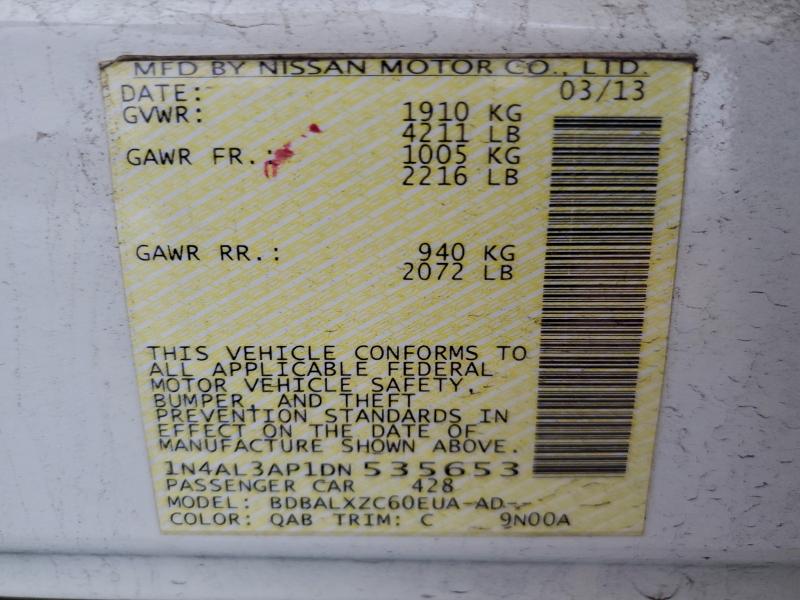 MFD BY NISSAN MOTOR CO., LTD.
DATE: 03/13
GVWR: 1910 KG
4211 LB
GAWR FR.: 1005 KG
2216 LB
GAWR RR.: 940 KG
2072 LB
THIS VEHICLE CONFORMS TO
ALL APPLICABLE FEDERAL
MOTOR VEHICLE SAFETY,
BUMPER, AND THEFT
PREVENTION STANDARDS IN
EFFECT ON THE DATE OF
MANUFACTURE SHOWN ABOVE.
1N4AL3AP1DN 535653
PASSENGER CAR 428
MODEL: BDBALXZC60EUA-AD--
COLOR: QAB TRIM: C 9N00A